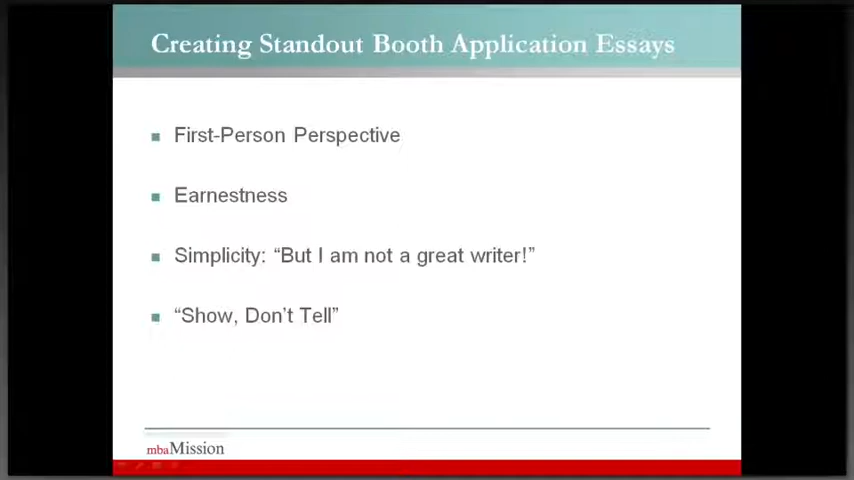 Creating Standout Booth Application Essays
First-Person Perspective
Earnestness
Simplicity: “But I am not a great writer!”
“Show, Don’t Tell”
mbaMission